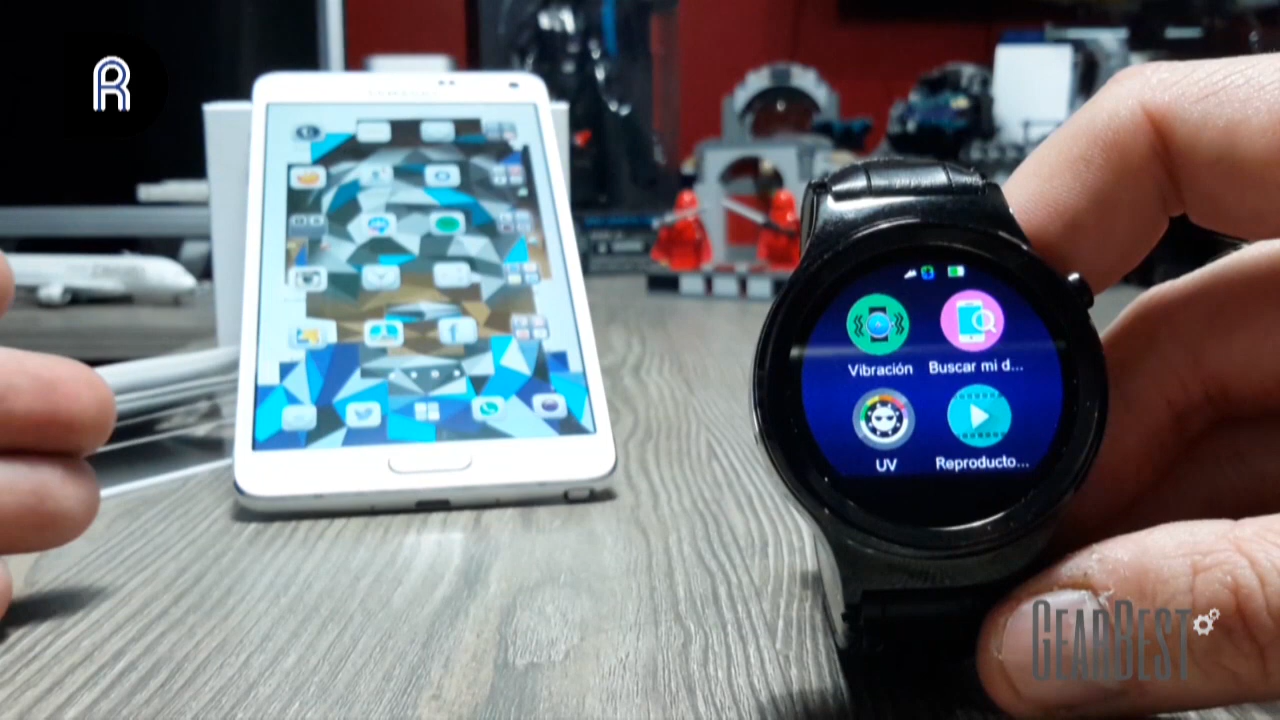 R
Vibración
Buscar mi d...
UV
Reproducto...
GEARBEST